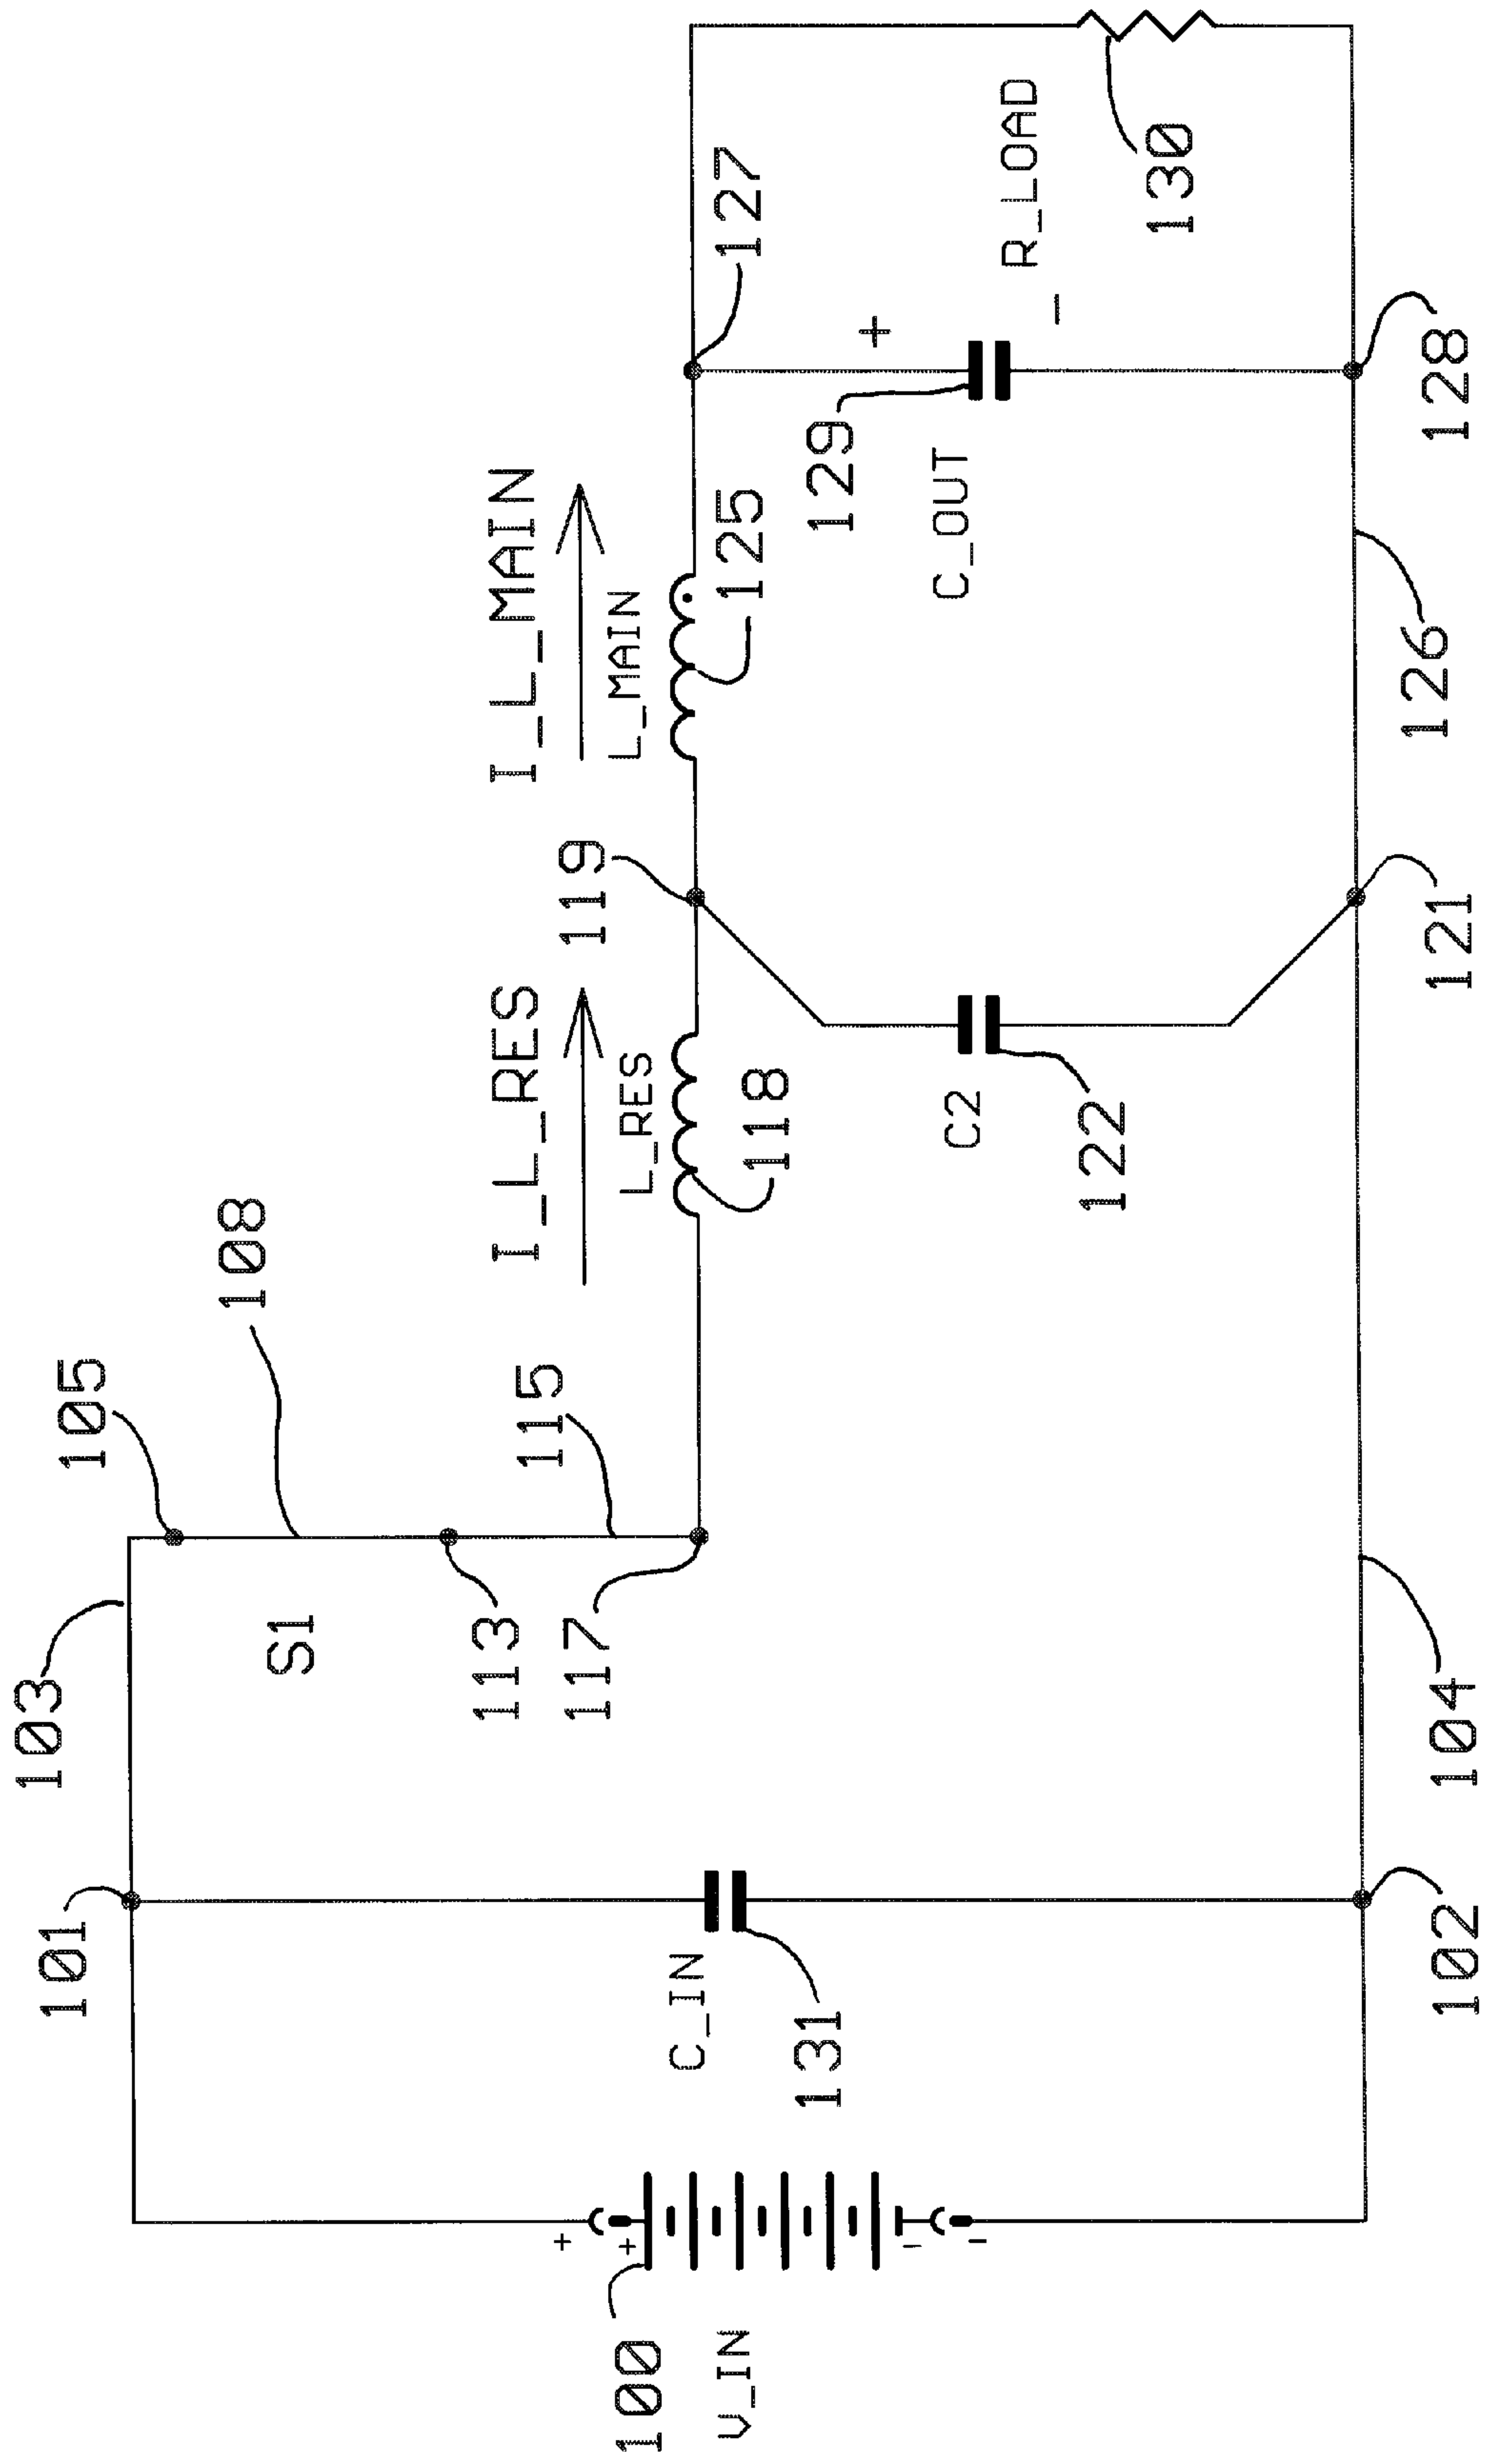 103
101
105
108
S1
113
115
I_L_RES
I_L_MAIN
+
117
119
+
L_RES
L_MAIN
100
C_IN
V_IN
118
125
127
131
129
+
-
-
C2
C_OUT
R_LOAD
-
122
130
102
104
121
126
128